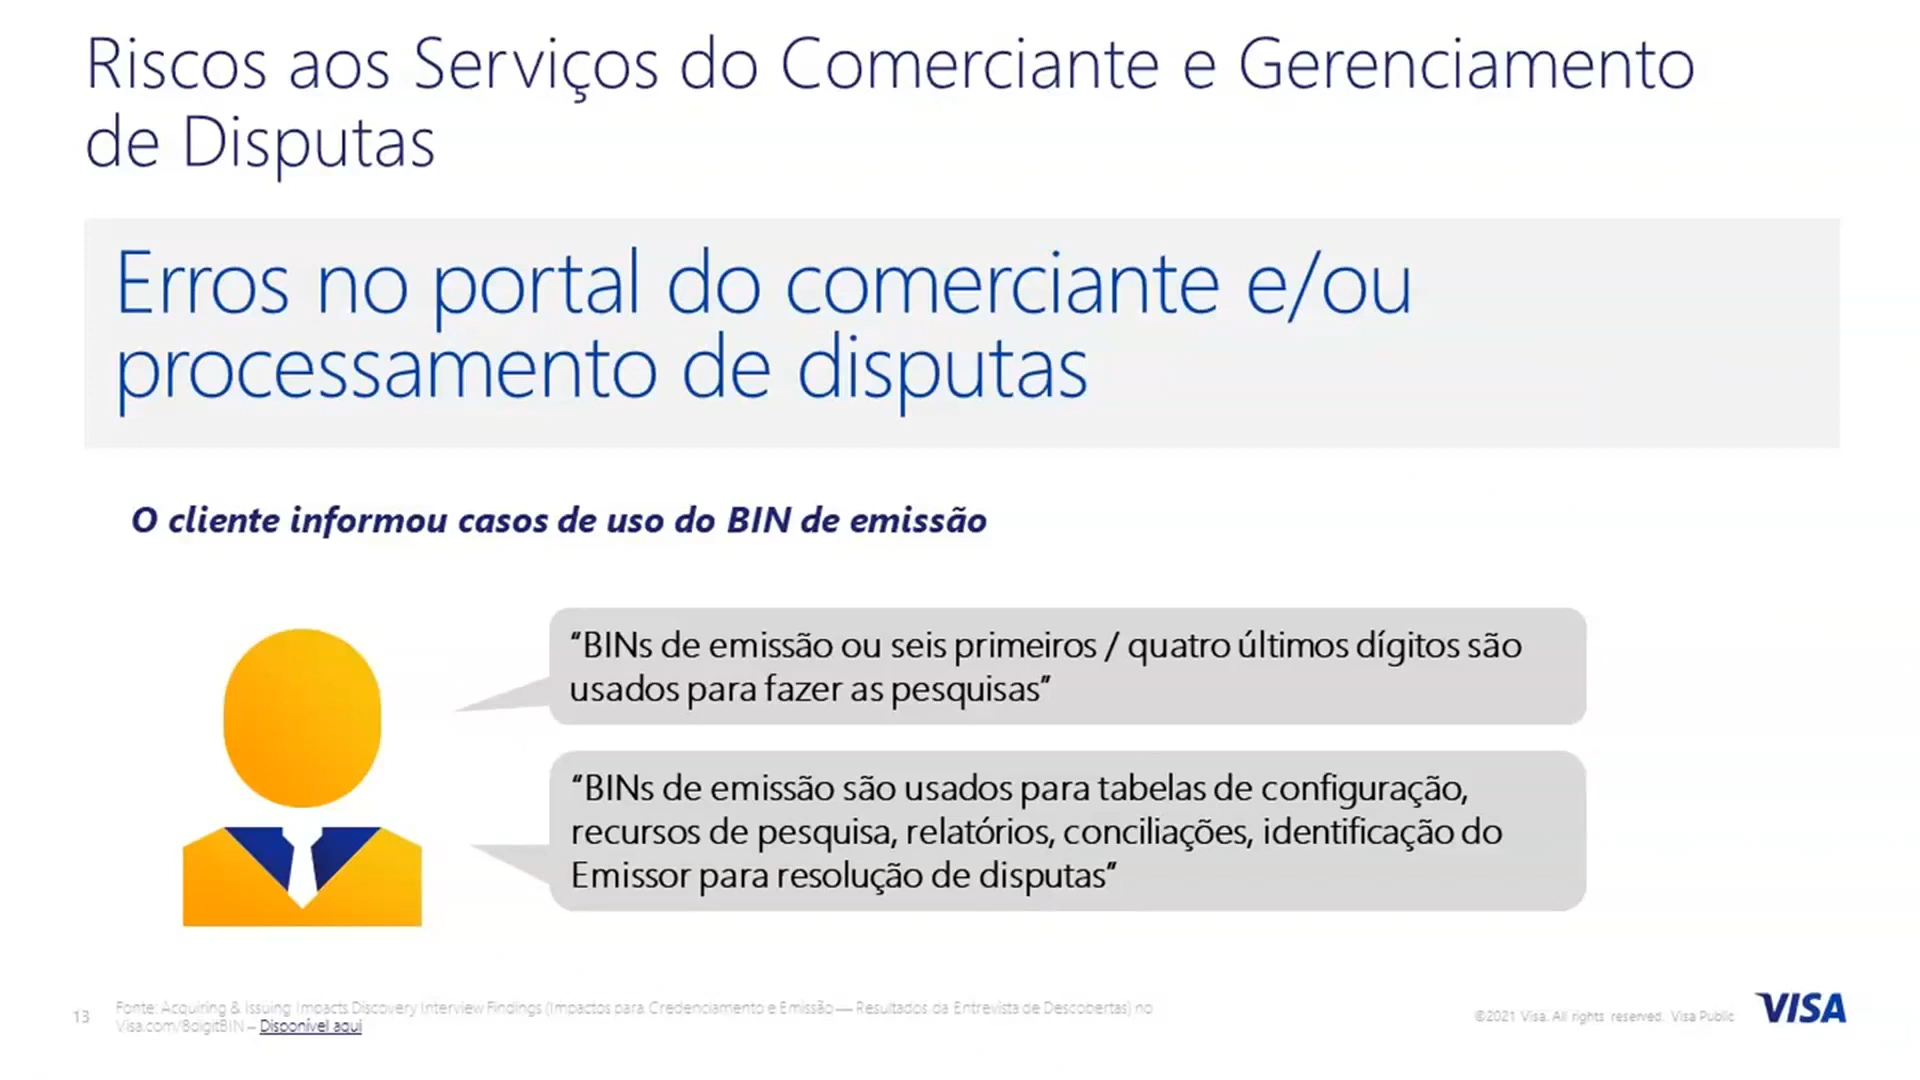 Riscos aos Serviços do Comerciante e Gerenciamento
de Disputas
Erros no portal do comerciante e/ou
processamento de disputas
O cliente informou casos de uso do BIN de emissão
“BINs de emissão ou seis primeiros / quatro últimos dígitos são
usados para fazer as pesquisas”
“BINs de emissão são usados para tabelas de configuração,
recursos de pesquisa, relatórios, conciliações, identificação do
Emissor para resolução de disputas”
13
Fonte: Acquiring & Issuing Impacts Discovery Interview Findings (Impactos para Credenciamento e Emissão — Resultados da Entrevista de Descobertas) no
Visa.com/8digitBIN – Disponível aqui
©2021 Visa. All rights reserved. Visa Public
VISA